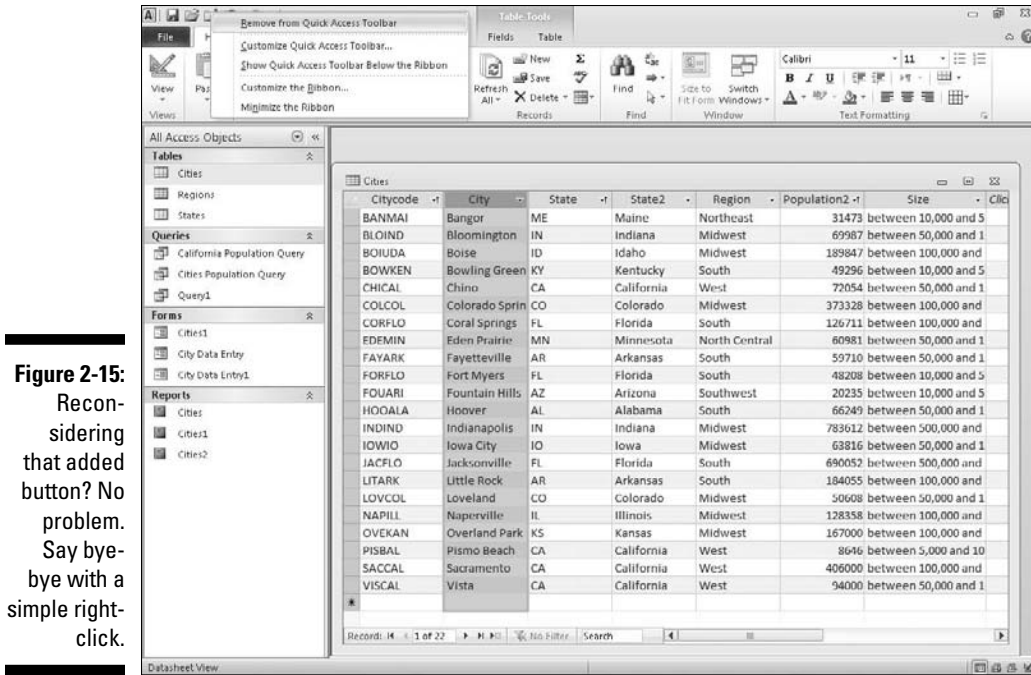 Remove from Quick Access Toolbar
Customize Quick Access Toolbar...
Show Quick Access Toolbar Below the Ribbon
Customize the Ribbon...
Minimize the Ribbon
Table Tools
File
Fields Table
View
Views
New
Save
Delete
Refresh
All
Records
Find
Find
Size to
Fit Form
Switch
Windows
Window
Calibri 11
B I U
A
Text Formatting
All Access Objects
Tables
Cities
Regions
States
Queries
California Population Query
Cities Population Query
Query1
Forms
Cities1
City Data Entry
City Data Entry1
Reports
Cities
Cities1
Cities2
Cities
Citycode City State State2 Region Population2 Size Clic
BANMAI Bangor ME Maine Northeast 31473 between 10,000 and 5
BLOIND Bloomington IN Indiana Midwest 69987 between 50,000 and 1
BOIUDA Boise ID Idaho Midwest 189847 between 100,000 and
BOWKEN Bowling Green KY Kentucky South 49296 between 10,000 and 5
CHICAL Chino CA California West 72054 between 50,000 and 1
COLCOL Colorado Sprin CO Colorado Midwest 373328 between 100,000 and
CORFLO Coral Springs FL Florida South 126711 between 100,000 and
EDEMIN Eden Prairie MN Minnesota North Central 60981 between 50,000 and 1
FAYARK Fayetteville AR Arkansas South 59710 between 50,000 and 1
FORFLO Fort Myers FL Florida South 48208 between 10,000 and 5
FOUARI Fountain Hills AZ Arizona Southwest 20235 between 10,000 and 5
HOOALA Hoover AL Alabama South 66249 between 50,000 and 1
INDIND Indianapolis IN Indiana Midwest 783612 between 500,000 and
IOWIO Iowa City IO Iowa Midwest 63816 between 50,000 and 1
JACFLO Jacksonville FL Florida South 690052 between 500,000 and
LITARK Little Rock AR Arkansas South 184055 between 100,000 and
LOVCOL Loveland CO Colorado Midwest 50608 between 50,000 and 1
NAPILL Naperville IL Illinois Midwest 128358 between 100,000 and
OVEKAN Overland Park KS Kansas Midwest 167000 between 100,000 and
PISBAL Pismo Beach CA California West 8646 between 5,000 and 10
SACCAL Sacramento CA California West 406000 between 100,000 and
VISCAL Vista CA California West 94000 between 50,000 and 1
Record: 1 of 22 No Filter Search
Datasheet View
Figure 2-15:
Recon-
sidering
that added
button? No
problem.
Say bye-
bye with a
simple right-
click.